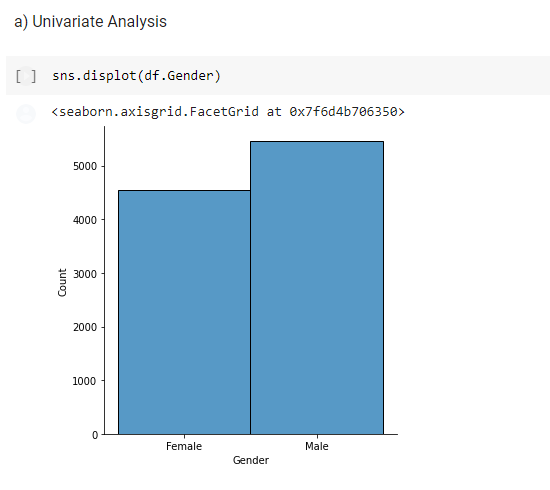 a) Univariate Analysis
[ ] sns.displot(df.Gender)
<seaborn.axisgrid.FacetGrid at 0x7f6d4b706350>
5000
4000
3000
2000
1000
0
Count
Female Male
Gender